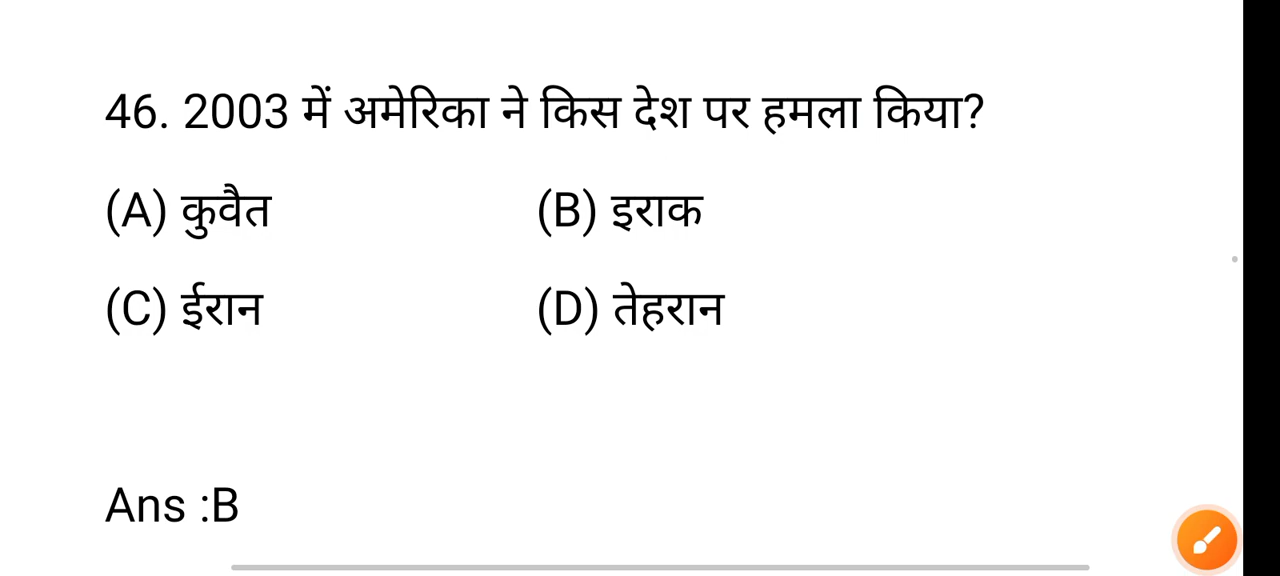 46. 2003 में अमेरिका ने किस देश पर हमला किया?
(A) कुवैत (B) इराक
(C) ईरान (D) तेहरान
Ans :B